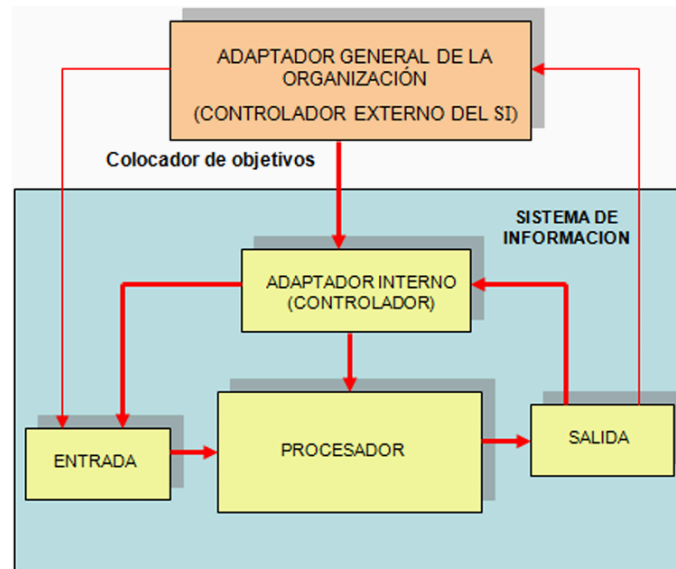 ADAPTADOR GENERAL DE LA
ORGANIZACIÓN
(CONTROLADOR EXTERNO DEL SI)
Colocador de objetivos
SISTEMA DE
INFORMACION
ADAPTADOR INTERNO
(CONTROLADOR)
ENTRADA
PROCESADOR
SALIDA